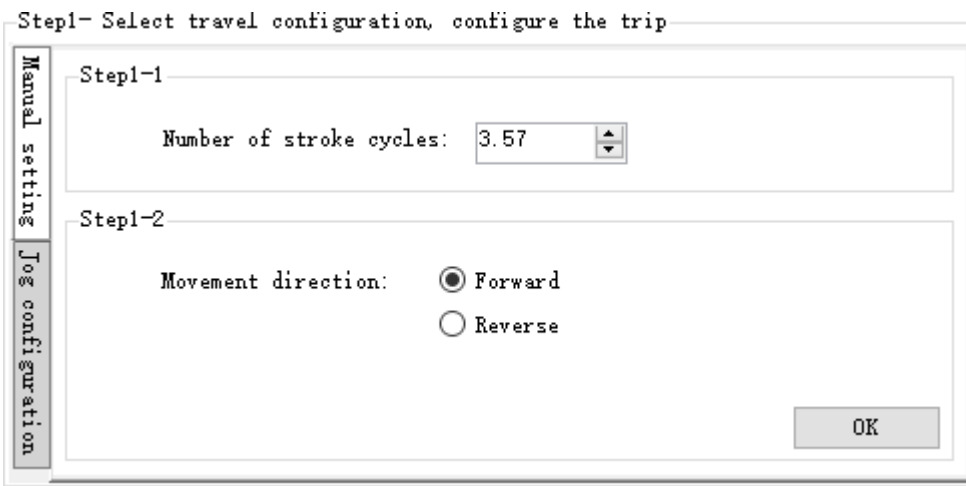 Step1- Select travel configuration, configure the trip
Manual setting
Jog configuration
Step1-1
Number of stroke cycles: 3.57
Step1-2
Movement direction: Forward
Reverse
OK